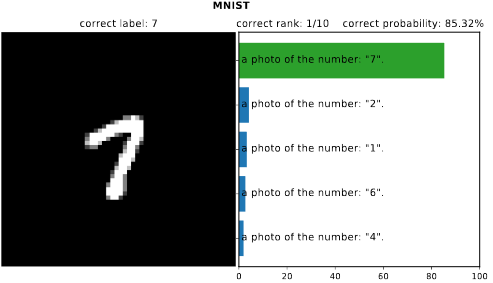 MNIST
correct label: 7
correct rank: 1/10 correct probability: 85.32%
7
a photo of the number: "7".
a photo of the number: "2".
a photo of the number: "1".
a photo of the number: "6".
a photo of the number: "4".
0 20 40 60 80 100